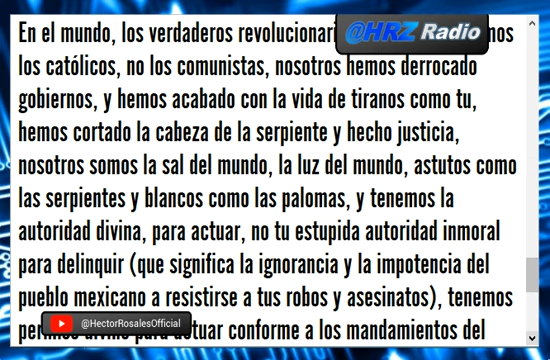 En el mundo, los verdaderos revolucionari
@HRZ Radio
los católicos, no los comunistas, nosotros hemos derrocado
gobiernos, y hemos acabado con la vida de tiranos como tu,
hemos cortado la cabeza de la serpiente y hecho justicia,
nosotros somos la sal del mundo, la luz del mundo, astutos como
las serpientes y blancos como las palomas, y tenemos la
autoridad divina, para actuar, no tu estupida autoridad inmoral
para delinquir (que significa la ignorancia y la impotencia del
pueblo mexicano a resistirse a tus robos y asesinatos), tenemos
@HectorRosalesOfficial
actuar conforme a los mandamientos del